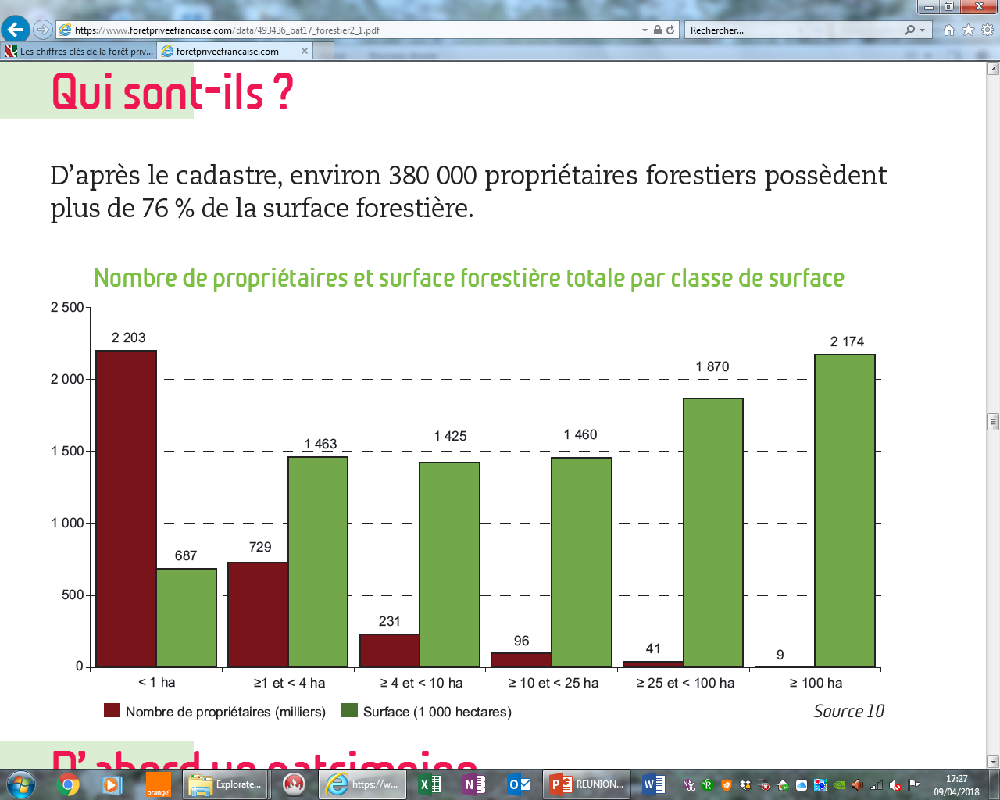 https://www.foretpriveefrancaise.com/data/493436_bat17_forestier2_1.pdf
Rechercher...
Les chiffres clés de la forêt priv...
foretpriveefrancaise.com
Qui sont-ils ?
D'après le cadastre, environ 380 000 propriétaires forestiers possèdent
plus de 76 % de la surface forestière.
Nombre de propriétaires et surface forestière totale par classe de surface
2 500
2 000
1 500
1 000
500
0
2 203
687
729
1 463
231
1 425
96
1 460
41
1 870
9
2 174
< 1 ha
≥1 et < 4 ha
≥ 4 et < 10 ha
≥ 10 et < 25 ha
≥ 25 et < 100 ha
≥ 100 ha
Nombre de propriétaires (milliers)
Surface (1 000 hectares)
Source 10
D' abord un patrimoine
orange
Explorate...
https://w...
REUNION...
17:27
09/04/2018